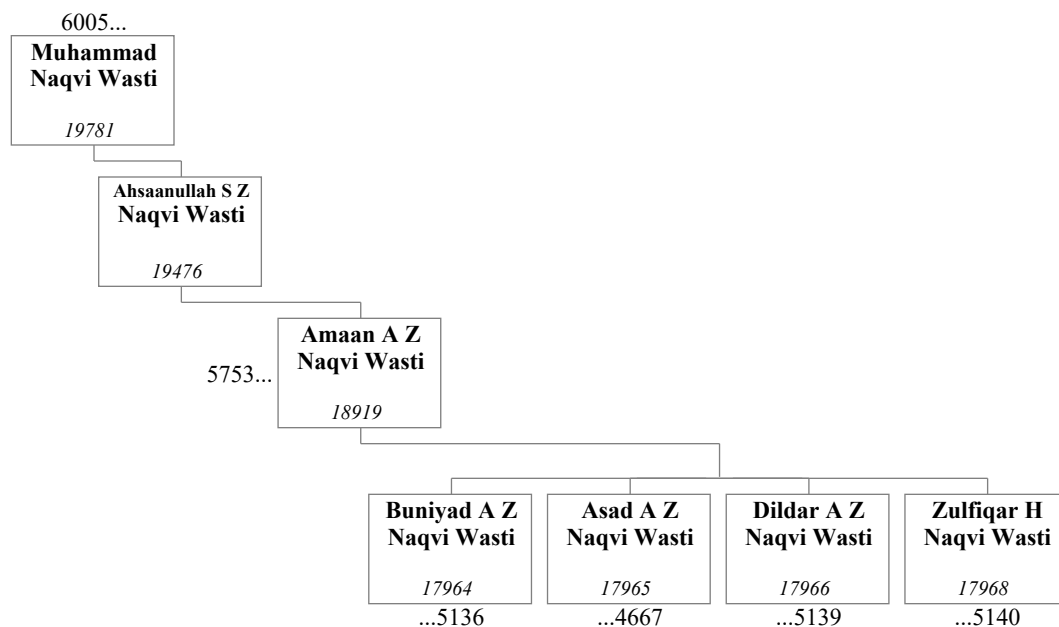 6005...
Muhammad
Naqvi Wasti
19781
Ahsaanullah S Z
Naqvi Wasti
19476
Amaan A Z
Naqvi Wasti
5753...
18919
Buniyad A Z
Naqvi Wasti
17964
...5136
Asad A Z
Naqvi Wasti
17965
...4667
Dildar A Z
Naqvi Wasti
17966
...5139
Zulfiqar H
Naqvi Wasti
17968
...5140